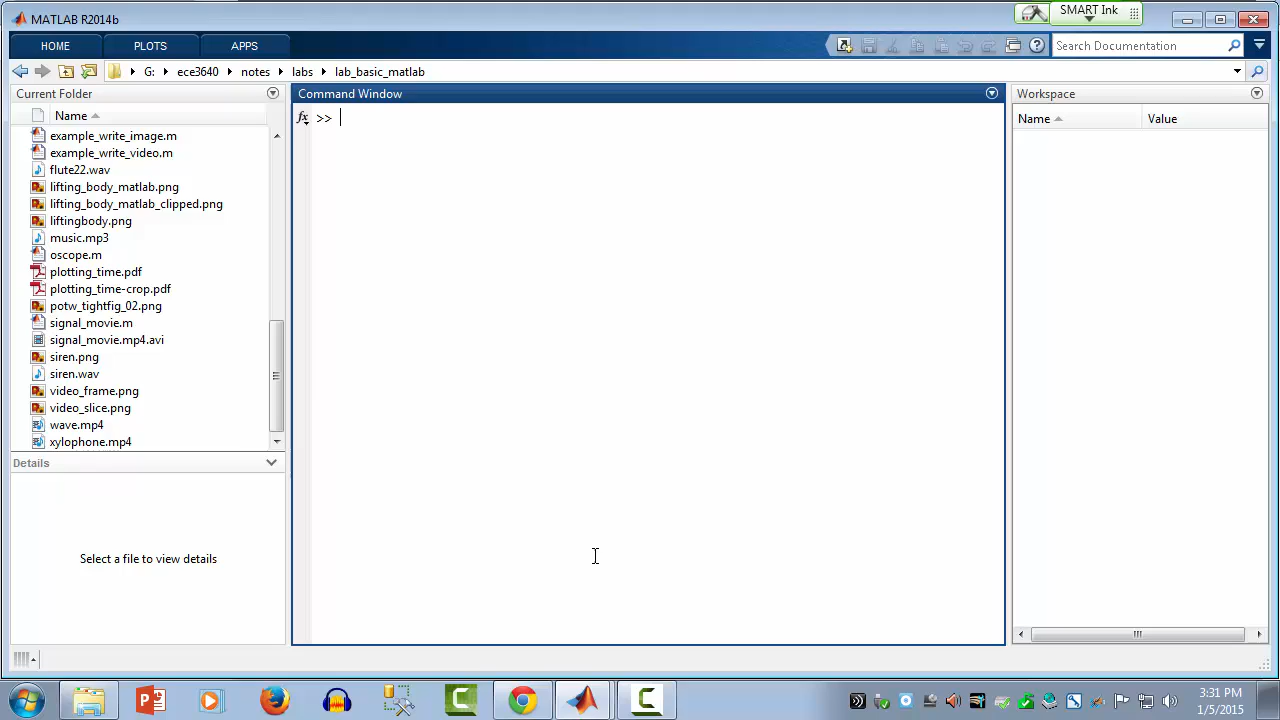 MATLAB R2014b
SMART Ink
HOME
PLOTS
APPS
Search Documentation
G: ▸ ece3640 ▸ notes ▸ labs ▸ lab_basic_matlab
Current Folder
Name
example_write_image.m
example_write_video.m
flute22.wav
lifting_body_matlab.png
lifting_body_matlab_clipped.png
liftingbody.png
music.mp3
oscope.m
plotting_time.pdf
plotting_time-crop.pdf
potw_tightfig_02.png
signal_movie.m
signal_movie.mp4.avi
siren.png
siren.wav
video_frame.png
video_slice.png
wave.mp4
xylophone.mp4
Details
Select a file to view details
Command Window
fx >>
Workspace
Name
Value
3:31 PM
1/5/2015